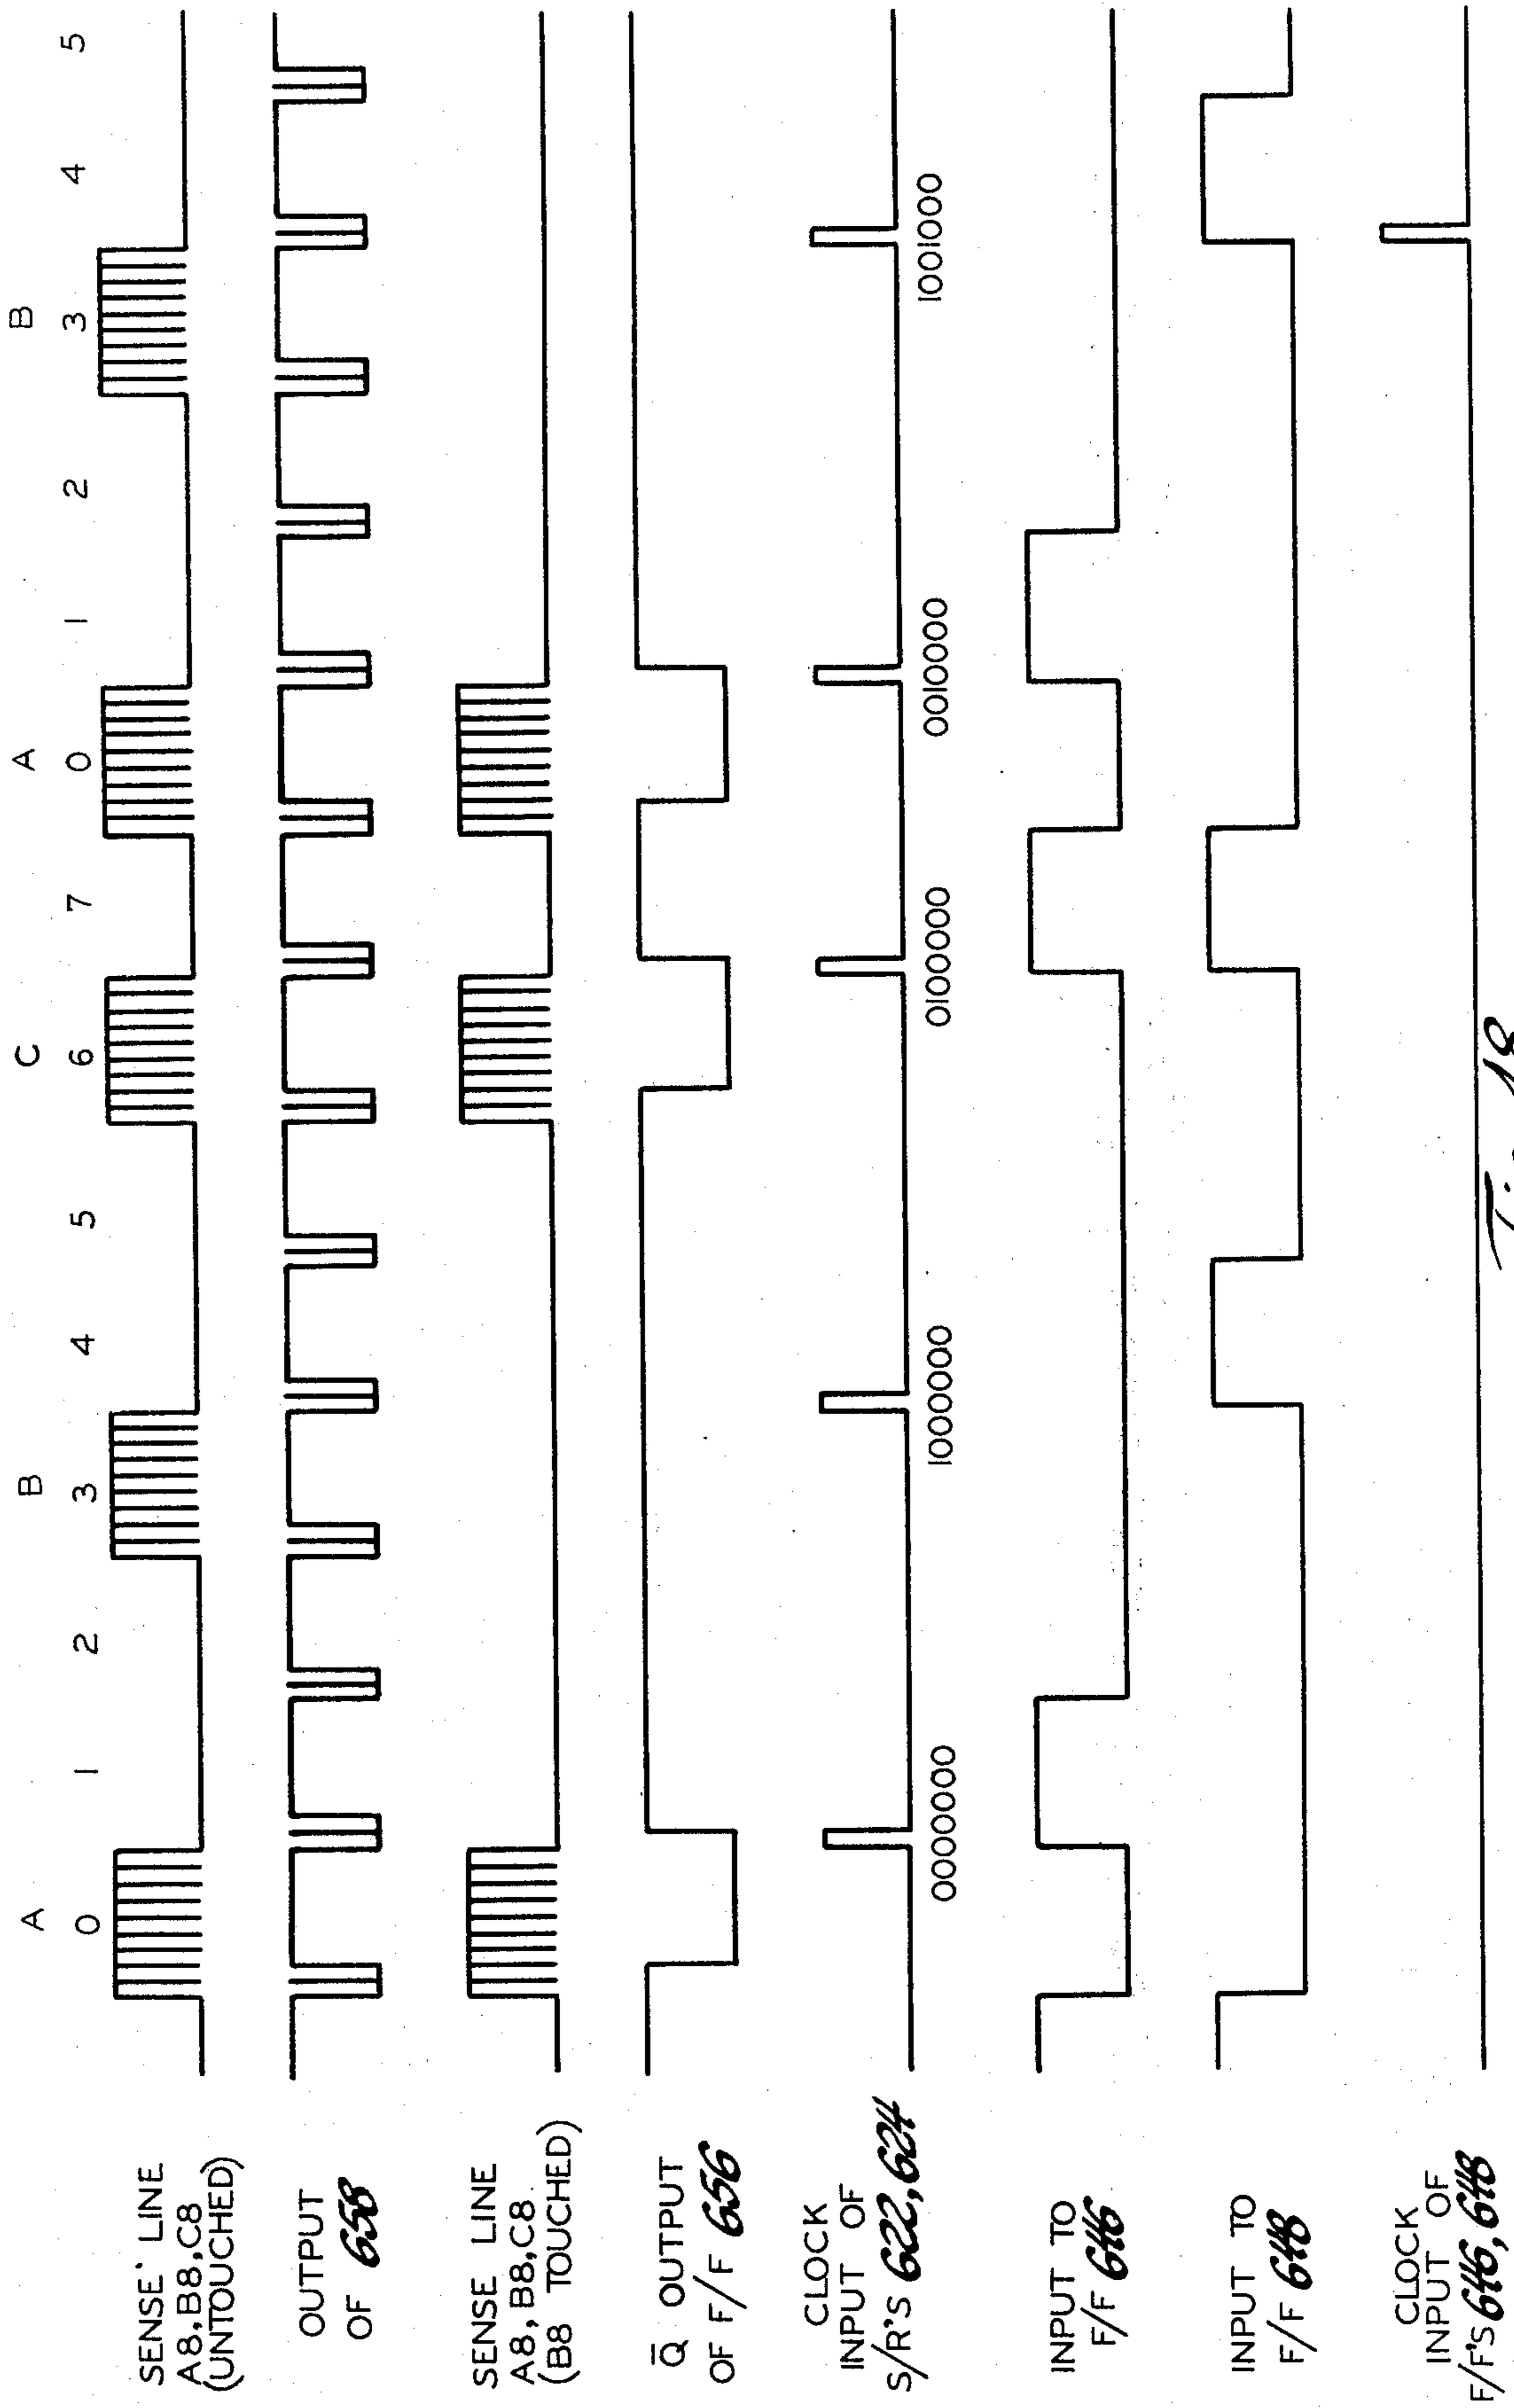 A B C A B
0 1 2 3 4 5 6 7 0 1 2 3 4 5
SENSE LINE
A8,B8,C8
(UNTOUCHED)
OUTPUT
OF 658
SENSE LINE
A8,B8,C8
(B8 TOUCHED)
Q̅ OUTPUT
OF F/F 656
CLOCK
INPUT OF
S/R'S 622,624
0000000 1000000 0100000 0010000 1001000
INPUT TO
F/F 646
INPUT TO
F/F 648
CLOCK
INPUT OF
F/F'S 646,648